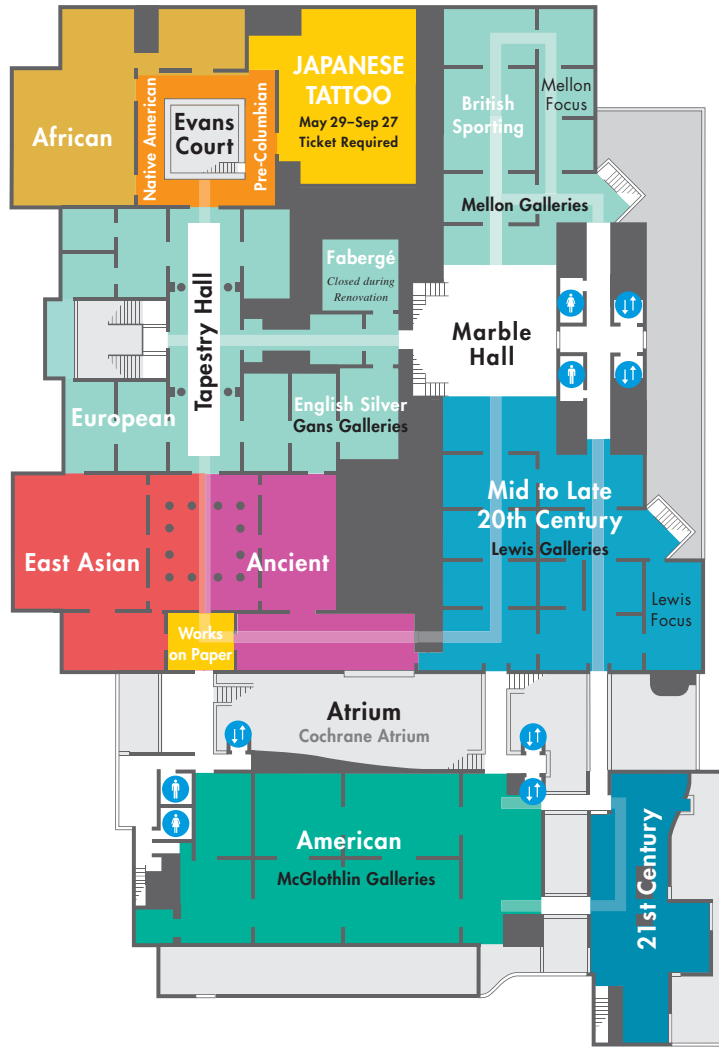 JAPANESE
TATTOO
May 29–Sep 27
Ticket Required
African
Native American
Evans
Court
Pre-Columbian
British
Sporting
Mellon
Focus
Mellon Galleries
Fabergé
Closed during
Renovation
Tapestry Hall
Marble
Hall
European
English Silver
Gans Galleries
Mid to Late
20th Century
Lewis Galleries
East Asian
Ancient
Lewis
Focus
Works
on Paper
Atrium
Cochrane Atrium
American
McGlothlin Galleries
21st Century